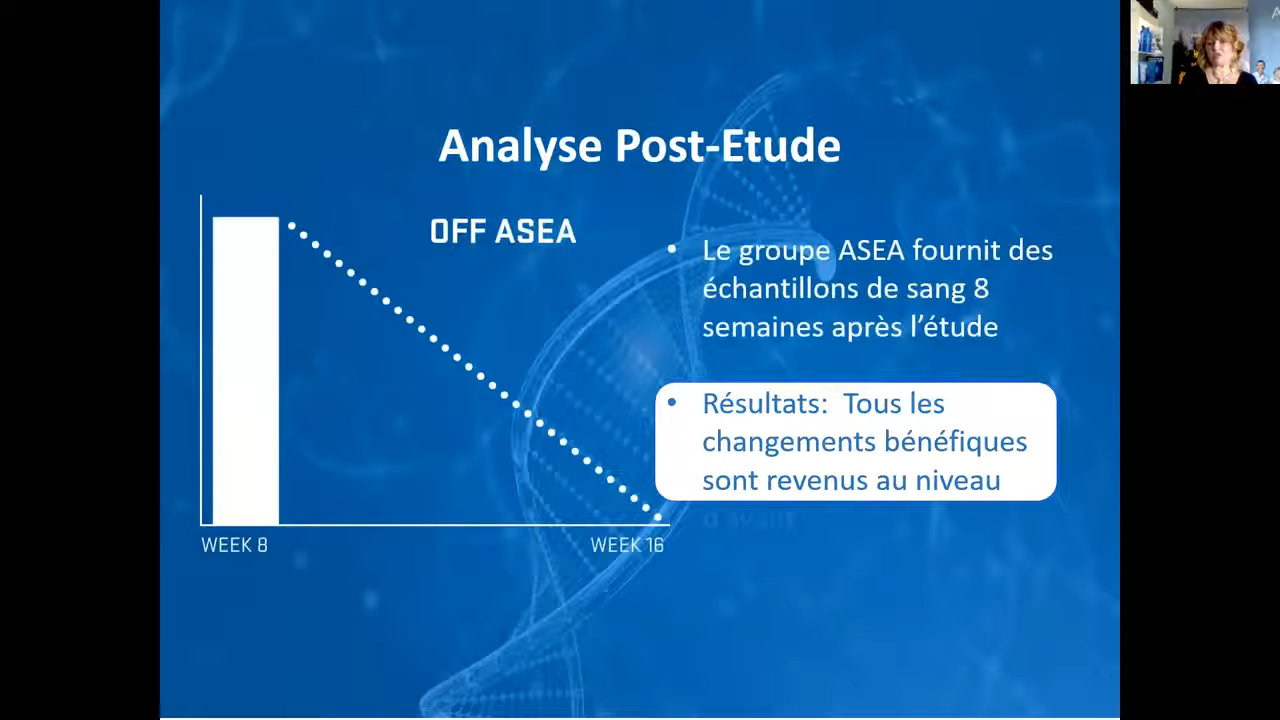 Analyse Post-Etude
OFF ASEA
• Le groupe ASEA fournit des
échantillons de sang 8
semaines après l’étude
• Résultats: Tous les
changements bénéfiques
sont revenus au niveau
d'avant
WEEK 8
WEEK 16